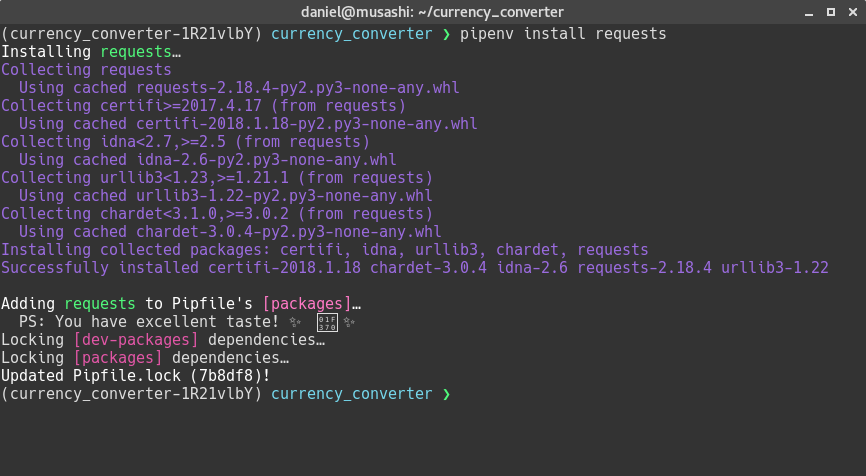 daniel@musashi: ~/currency_converter
(currency_converter-1R21vlbY) currency_converter ❯ pipenv install requests
Installing requests…
Collecting requests
  Using cached requests-2.18.4-py2.py3-none-any.whl
Collecting certifi>=2017.4.17 (from requests)
  Using cached certifi-2018.1.18-py2.py3-none-any.whl
Collecting idna<2.7,>=2.5 (from requests)
  Using cached idna-2.6-py2.py3-none-any.whl
Collecting urllib3<1.23,>=1.21.1 (from requests)
  Using cached urllib3-1.22-py2.py3-none-any.whl
Collecting chardet<3.1.0,>=3.0.2 (from requests)
  Using cached chardet-3.0.4-py2.py3-none-any.whl
Installing collected packages: certifi, idna, urllib3, chardet, requests
Successfully installed certifi-2018.1.18 chardet-3.0.4 idna-2.6 requests-2.18.4 urllib3-1.22

Adding requests to Pipfile's [packages]…
  PS: You have excellent taste! ✨ 🍰 ✨
Locking [dev-packages] dependencies…
Locking [packages] dependencies…
Updated Pipfile.lock (7b8df8)!
(currency_converter-1R21vlbY) currency_converter ❯